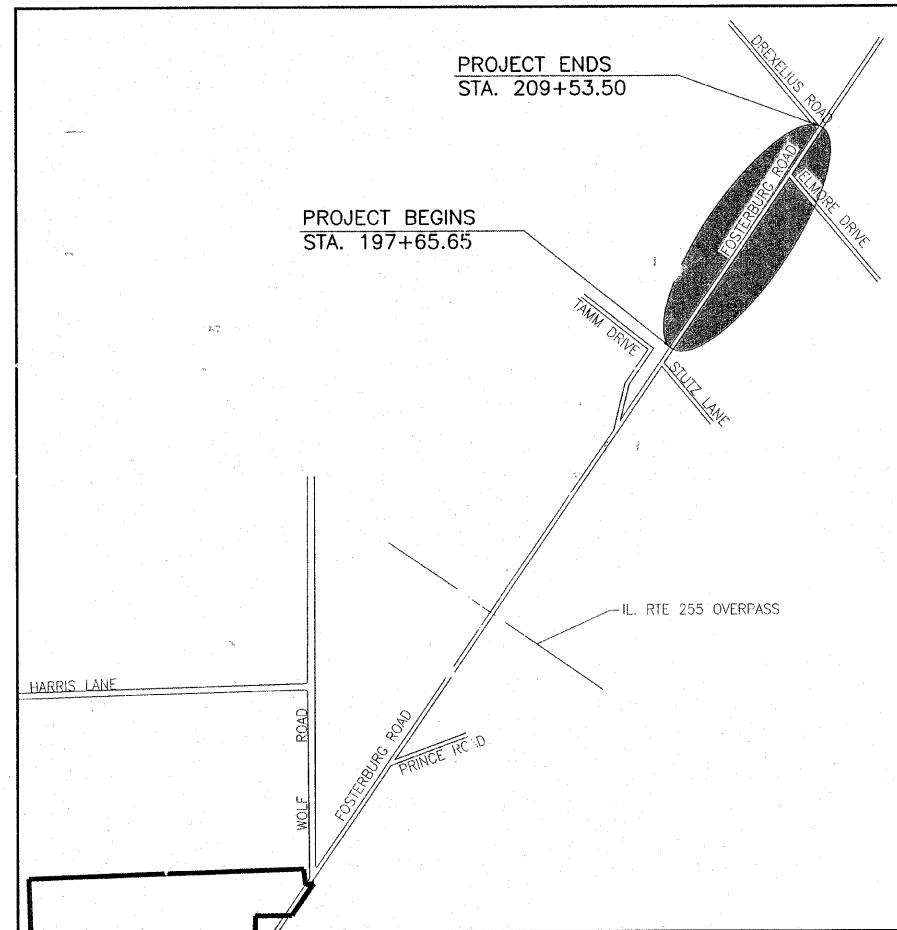 DREXELIUS ROAD
PROJECT ENDS
STA. 209+53.50
FOSTERBURG ROAD
ELMORE DRIVE
PROJECT BEGINS
STA. 197+65.65
TAMM DRIVE
STUTZ LANE
IL. RTE 255 OVERPASS
HARRIS LANE
WOLF ROAD
FOSTERBURG ROAD
PRINCE